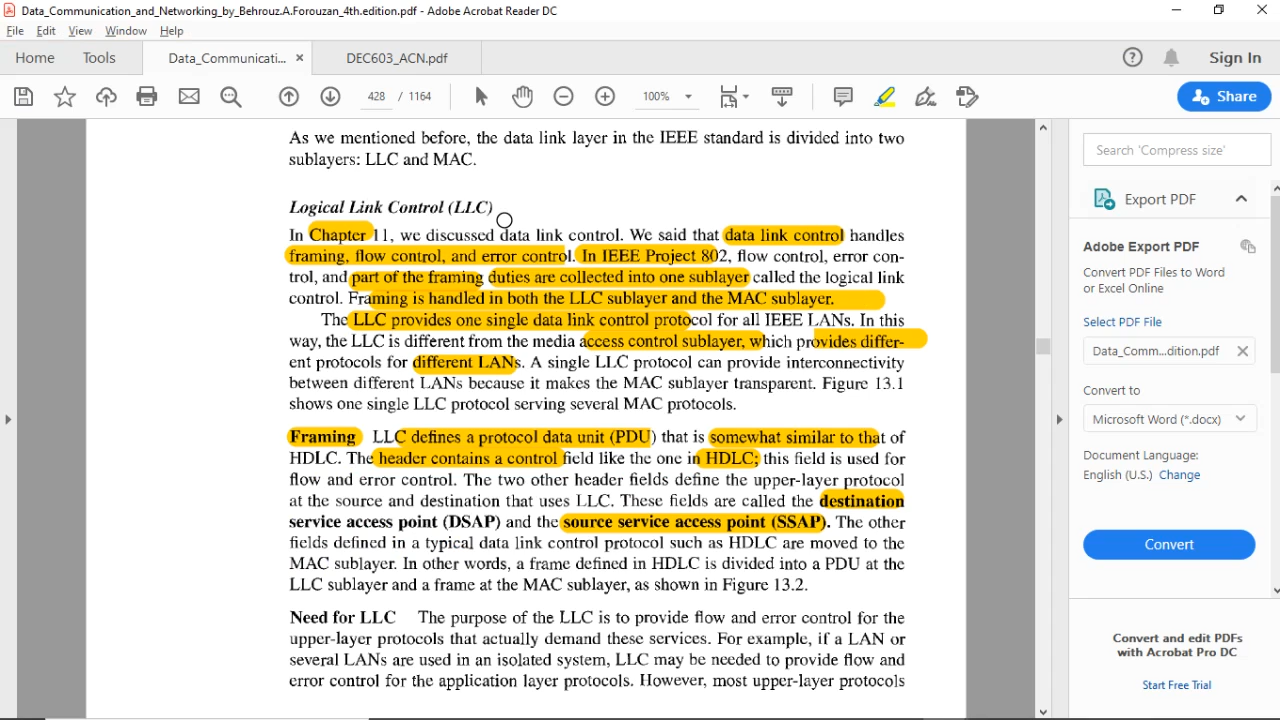 Data_Communication_and_Networking_by_Behrouz.A.Forouzan_4th.edition.pdf - Adobe Acrobat Reader DC
File Edit View Window Help
Home Tools Data_Communicati... × DEC603_ACN.pdf Sign In
428 / 1164 100% Share
As we mentioned before, the data link layer in the IEEE standard is divided into two
sublayers: LLC and MAC.
Logical Link Control (LLC)
In Chapter 11, we discussed data link control. We said that data link control handles
framing, flow control, and error control. In IEEE Project 802, flow control, error con-
trol, and part of the framing duties are collected into one sublayer called the logical link
control. Framing is handled in both the LLC sublayer and the MAC sublayer.
The LLC provides one single data link control protocol for all IEEE LANs. In this
way, the LLC is different from the media access control sublayer, which provides differ-
ent protocols for different LANs. A single LLC protocol can provide interconnectivity
between different LANs because it makes the MAC sublayer transparent. Figure 13.1
shows one single LLC protocol serving several MAC protocols.
Framing LLC defines a protocol data unit (PDU) that is somewhat similar to that of
HDLC. The header contains a control field like the one in HDLC; this field is used for
flow and error control. The two other header fields define the upper-layer protocol
at the source and destination that uses LLC. These fields are called the destination
service access point (DSAP) and the source service access point (SSAP). The other
fields defined in a typical data link control protocol such as HDLC are moved to the
MAC sublayer. In other words, a frame defined in HDLC is divided into a PDU at the
LLC sublayer and a frame at the MAC sublayer, as shown in Figure 13.2.
Need for LLC The purpose of the LLC is to provide flow and error control for the
upper-layer protocols that actually demand these services. For example, if a LAN or
several LANs are used in an isolated system, LLC may be needed to provide flow and
error control for the application layer protocols. However, most upper-layer protocols
Search 'Compress size'
Export PDF
Adobe Export PDF
Convert PDF Files to Word
or Excel Online
Select PDF File
Data_Comm...dition.pdf ×
Convert to
Microsoft Word (*.docx)
Document Language:
English (U.S.) Change
Convert
Convert and edit PDFs
with Acrobat Pro DC
Start Free Trial